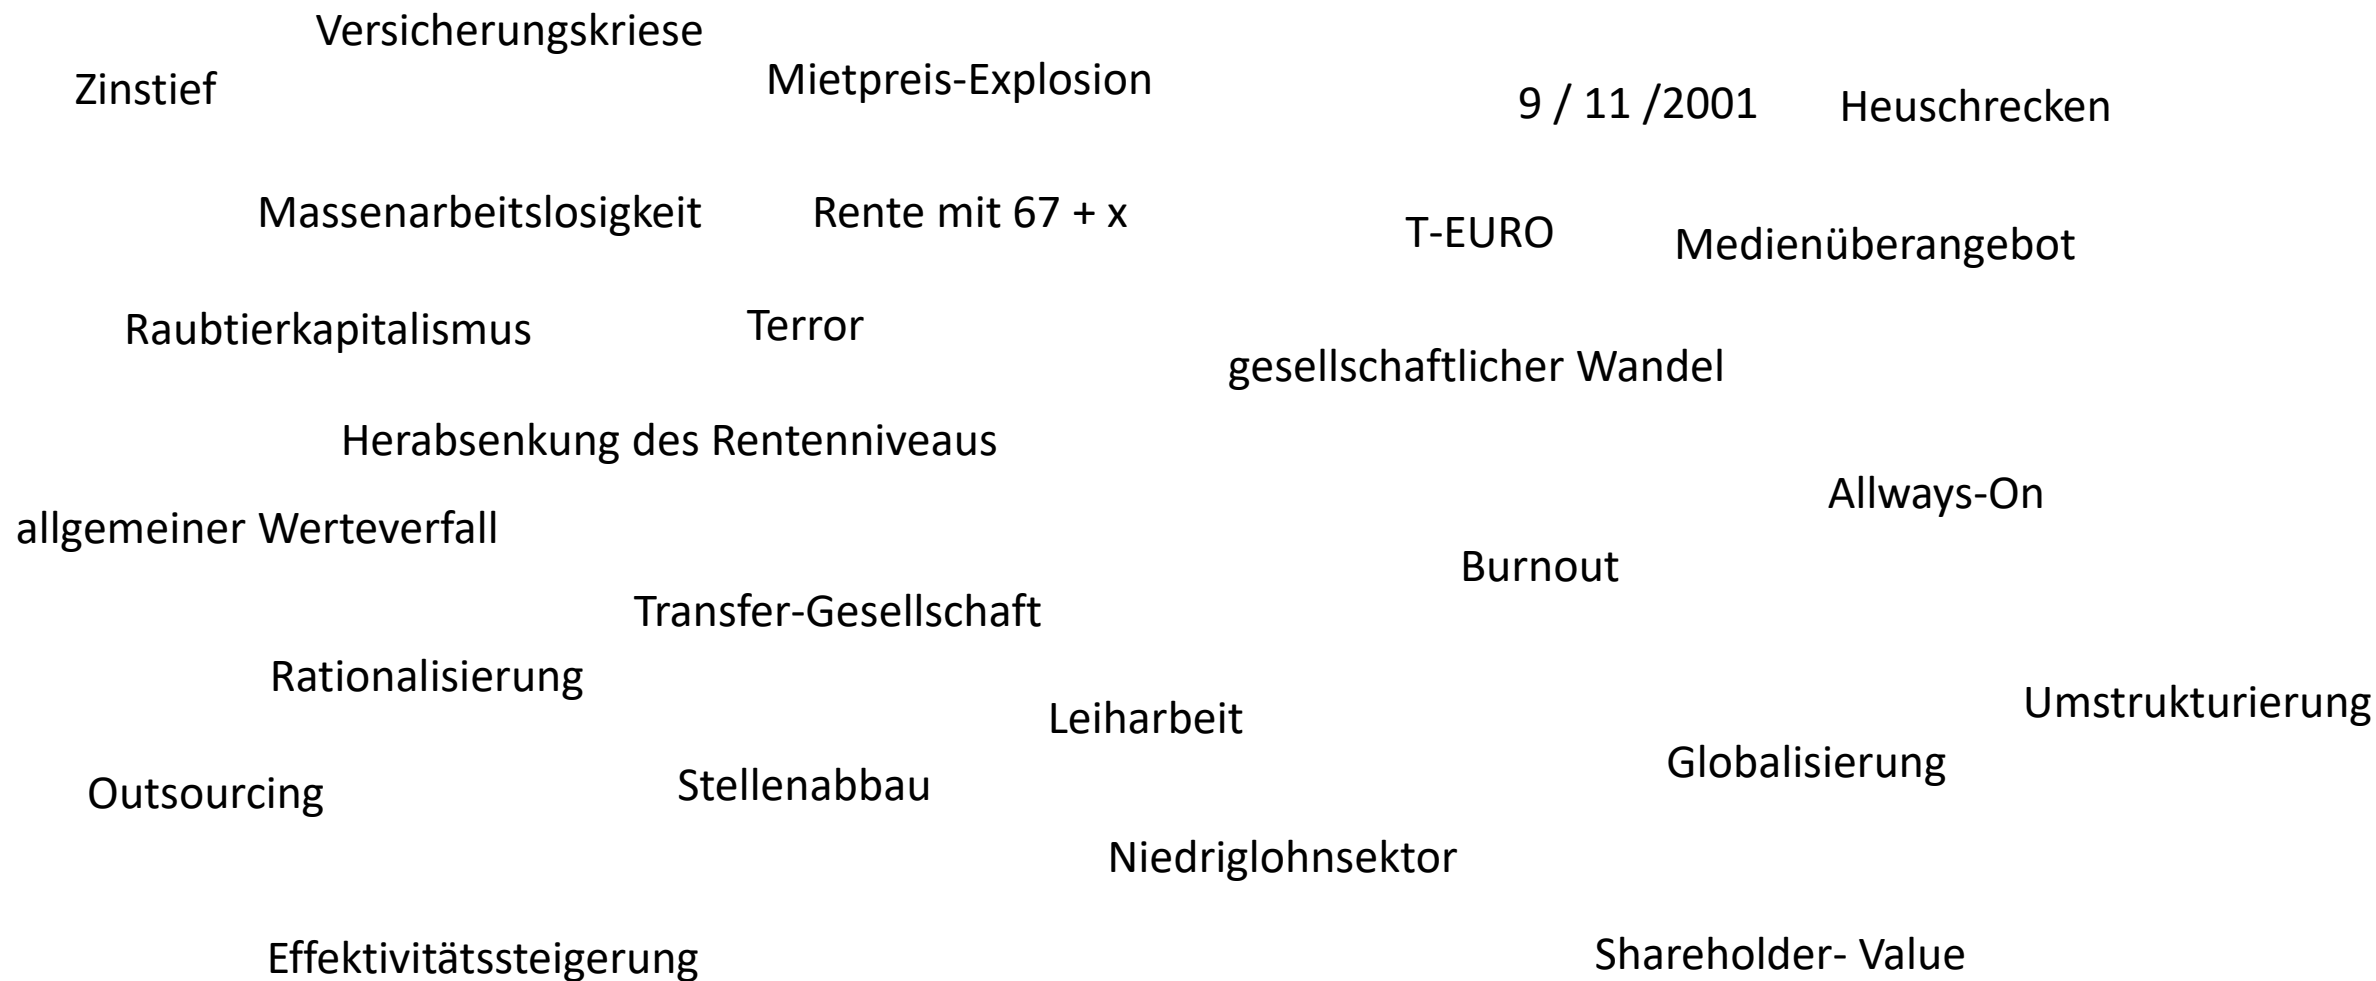 Versicherungskriese
Zinstief
Mietpreis-Explosion
9 / 11 /2001
Heuschrecken
Massenarbeitslosigkeit
Rente mit 67 + x
T-EURO
Medienüberangebot
Raubtierkapitalismus
Terror
gesellschaftlicher Wandel
Herabsenkung des Rentenniveaus
Allways-On
allgemeiner Werteverfall
Burnout
Transfer-Gesellschaft
Rationalisierung
Leiharbeit
Umstrukturierung
Globalisierung
Outsourcing
Stellenabbau
Niedriglohnsektor
Effektivitätssteigerung
Shareholder- Value